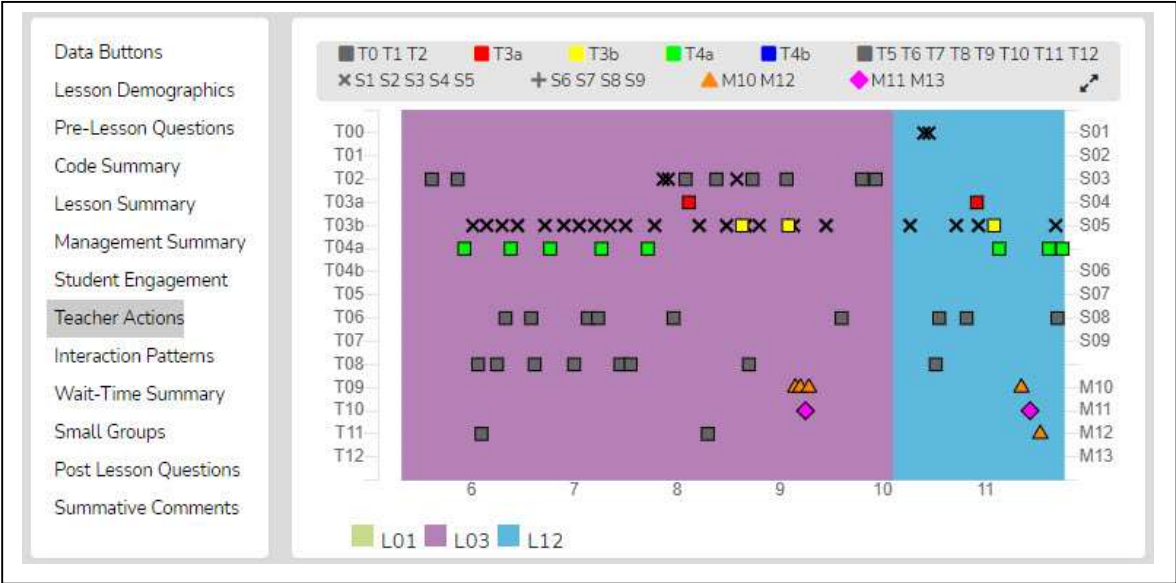 Data Buttons
Lesson Demographics
Pre-Lesson Questions
Code Summary
Lesson Summary
Management Summary
Student Engagement
Teacher Actions
Interaction Patterns
Wait-Time Summary
Small Groups
Post Lesson Questions
Summative Comments
T0 T1 T2 T3a T3b T4a T4b T5 T6 T7 T8 T9 T10 T11 T12
S1 S2 S3 S4 S5 S6 S7 S8 S9 M10 M12 M11 M13
T00 S01
T01 S02
T02 S03
T03a S04
T03b S05
T04a
T04b S06
T05 S07
T06 S08
T07 S09
T08
T09 M10
T10 M11
T11 M12
T12 M13
6 7 8 9 10 11
L01 L03 L12